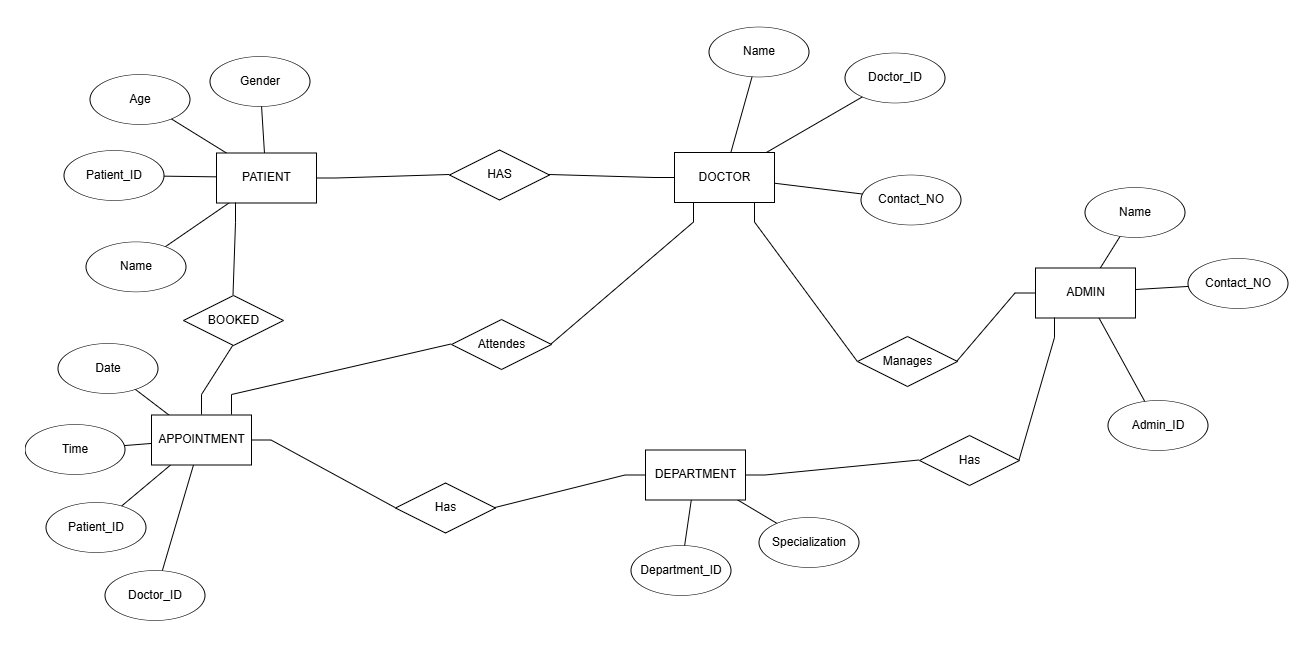 Name
Doctor_ID
Gender
Age
Patient_ID
PATIENT
HAS
DOCTOR
Contact_NO
Name
Name
Contact_NO
ADMIN
BOOKED
Attendes
Manages
Date
Admin_ID
APPOINTMENT
Time
Has
DEPARTMENT
Has
Patient_ID
Specialization
Department_ID
Doctor_ID